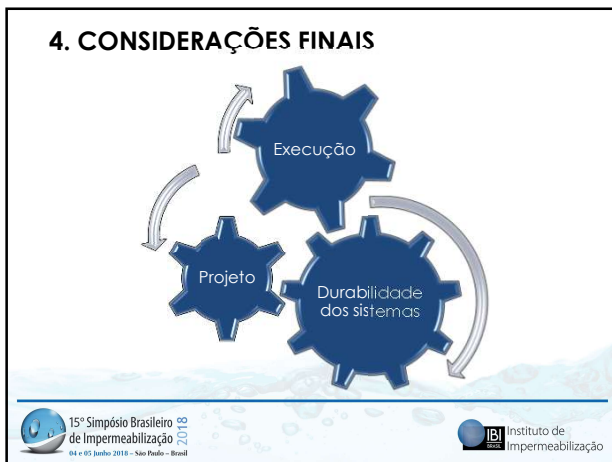 4. CONSIDERAÇÕES FINAIS
Execução
Projeto
Durabilidade
dos sistemas
15º Simpósio Brasileiro
de Impermeabilização
2018
04 e 05 Junho 2018 – São Paulo – Brasil
IBI
BRASIL
Instituto de
Impermeabilização